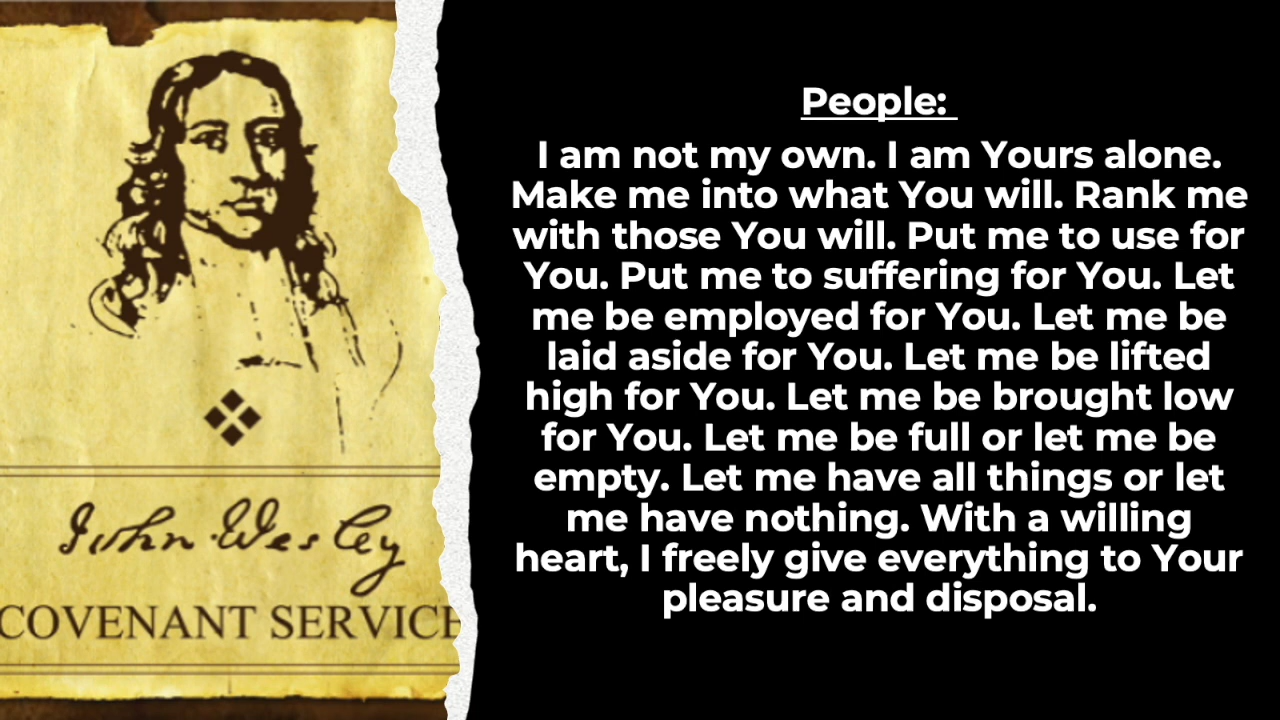 John Wesley
COVENANT SERVICE
People:
I am not my own. I am Yours alone.
Make me into what You will. Rank me
with those You will. Put me to use for
You. Put me to suffering for You. Let
me be employed for You. Let me be
laid aside for You. Let me be lifted
high for You. Let me be brought low
for You. Let me be full or let me be
empty. Let me have all things or let
me have nothing. With a willing
heart, I freely give everything to Your
pleasure and disposal.